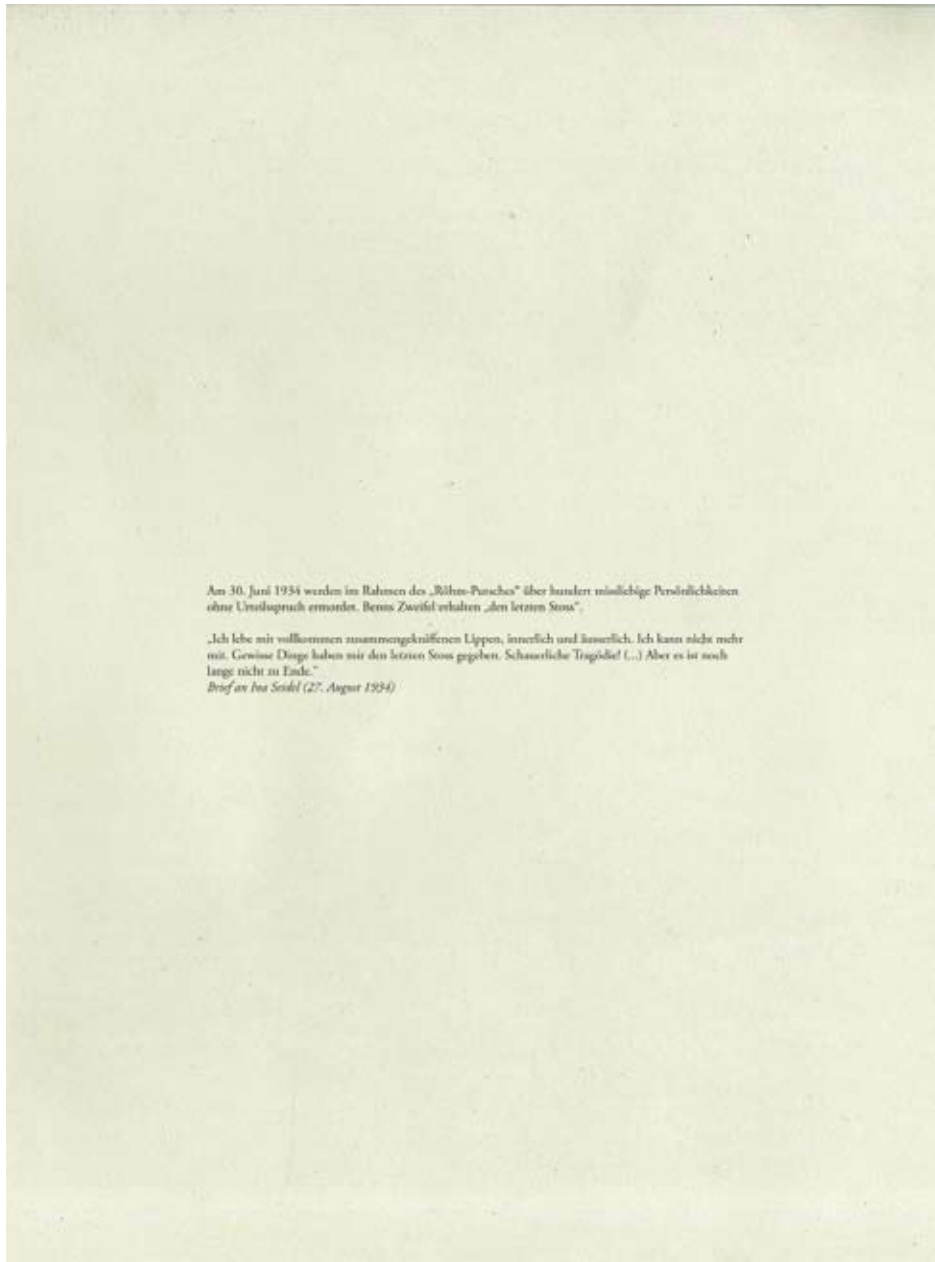 Am 30. Juni 1934 werden im Rahmen des „Röhm-Putsches“ über hundert missliebige Persönlichkeiten
ohne Urteilsspruch ermordet. Benns Zweifel erhalten „den letzten Stoss“.
„Ich lebe mit vollkommen zusammengekniffenen Lippen, innerlich und äusserlich. Ich kann nicht mehr
mit. Gewisse Dinge haben mir den letzten Stoss gegeben. Schauerliche Tragödie! (...) Aber es ist noch
lange nicht zu Ende.“
Brief an Ina Seidel (27. August 1934)